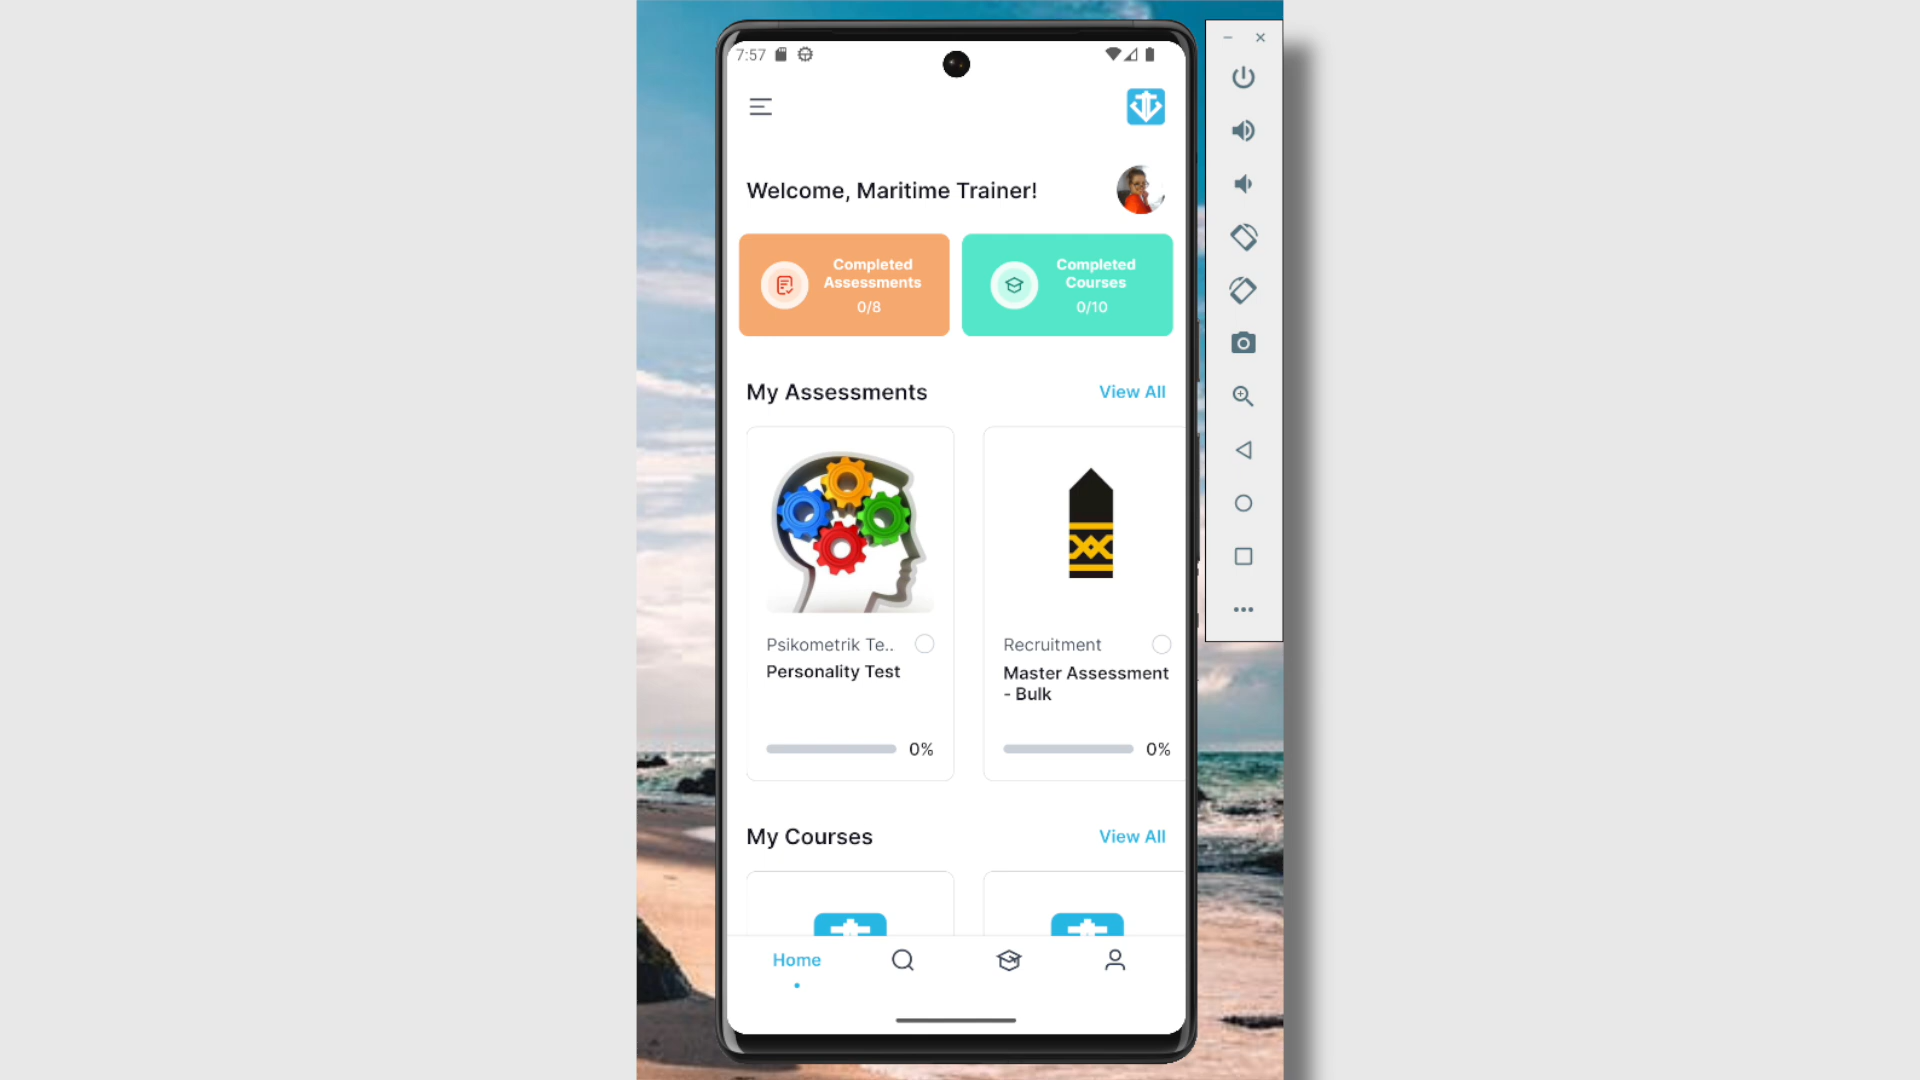 7:57
Welcome, Maritime Trainer!
Completed
Assessments
0/8
Completed
Courses
0/10
My Assessments
View All
Psikometrik Te..
Personality Test
0%
Recruitment
Master Assessment
- Bulk
0%
My Courses
View All
Home